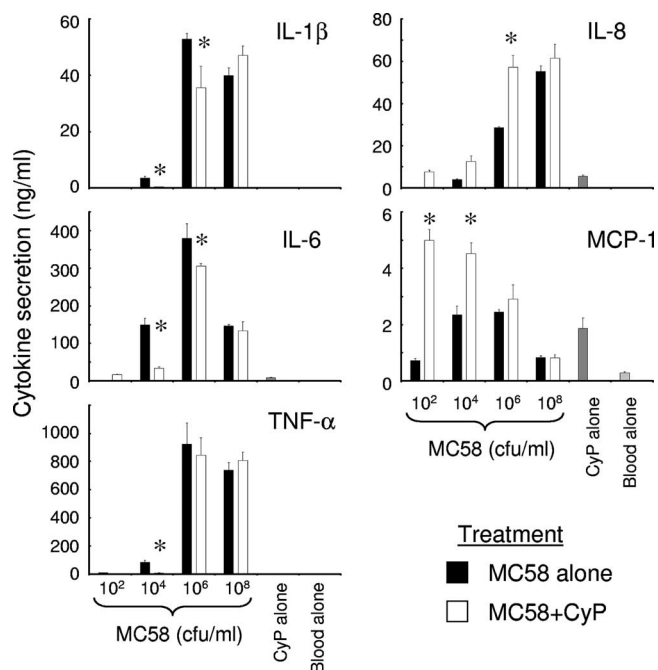 Cytokine secretion (ng/ml)
IL-1β
60
40
20
0
*
*
IL-6
400
300
200
100
0
*
*
TNF-α
1000
800
600
400
200
0
*
10² 10⁴ 10⁶ 10⁸
MC58 (cfu/ml)
CyP alone
Blood alone
IL-8
80
60
40
20
0
*
MCP-1
6
4
2
0
*
*
10² 10⁴ 10⁶ 10⁸
MC58 (cfu/ml)
CyP alone
Blood alone
Treatment
MC58 alone
MC58+CyP